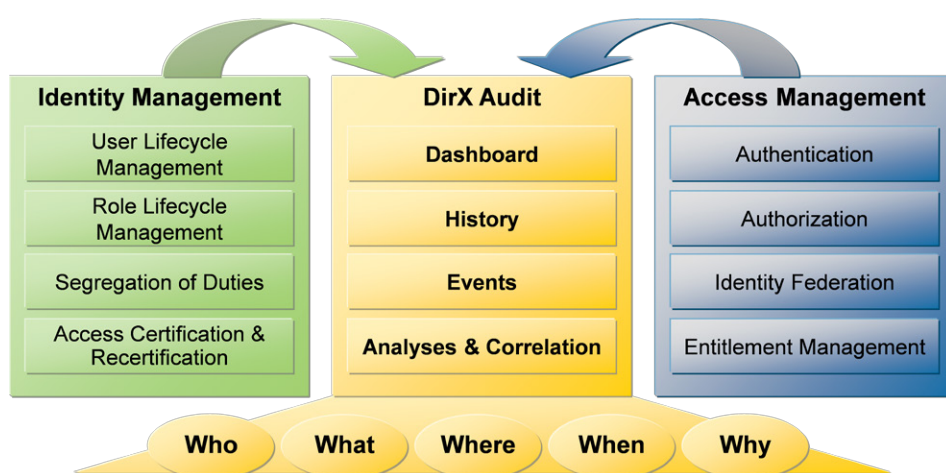 Identity Management
User Lifecycle
Management
Role Lifecycle
Management
Segregation of Duties
Access Certification &
Recertification
DirX Audit
Dashboard
History
Events
Analyses & Correlation
Access Management
Authentication
Authorization
Identity Federation
Entitlement Management
Who
What
Where
When
Why